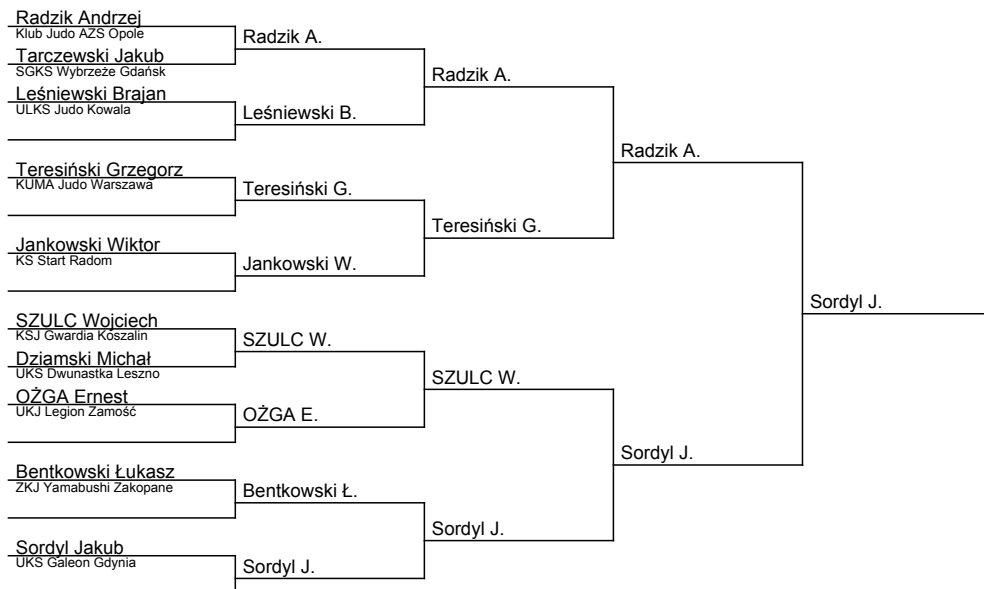 Radzik Andrzej
Klub Judo AZS Opole
Tarczewski Jakub
SGKS Wybrzeże Gdańsk
Leśniewski Brajan
ULKS Judo Kowala
Teresiński Grzegorz
KUMA Judo Warszawa
Jankowski Wiktor
KS Start Radom
SZULC Wojciech
KSJ Gwardia Koszalin
Dziamski Michał
UKS Dwunastka Leszno
OŻGA Ernest
UKJ Legion Zamość
Bentkowski Łukasz
ZKJ Yamabushi Zakopane
Sordyl Jakub
UKS Galeon Gdynia
Radzik A.
Leśniewski B.
Teresiński G.
Jankowski W.
SZULC W.
OŻGA E.
Bentkowski Ł.
Sordyl J.
Radzik A.
Teresiński G.
SZULC W.
Sordyl J.
Radzik A.
Sordyl J.
Sordyl J.